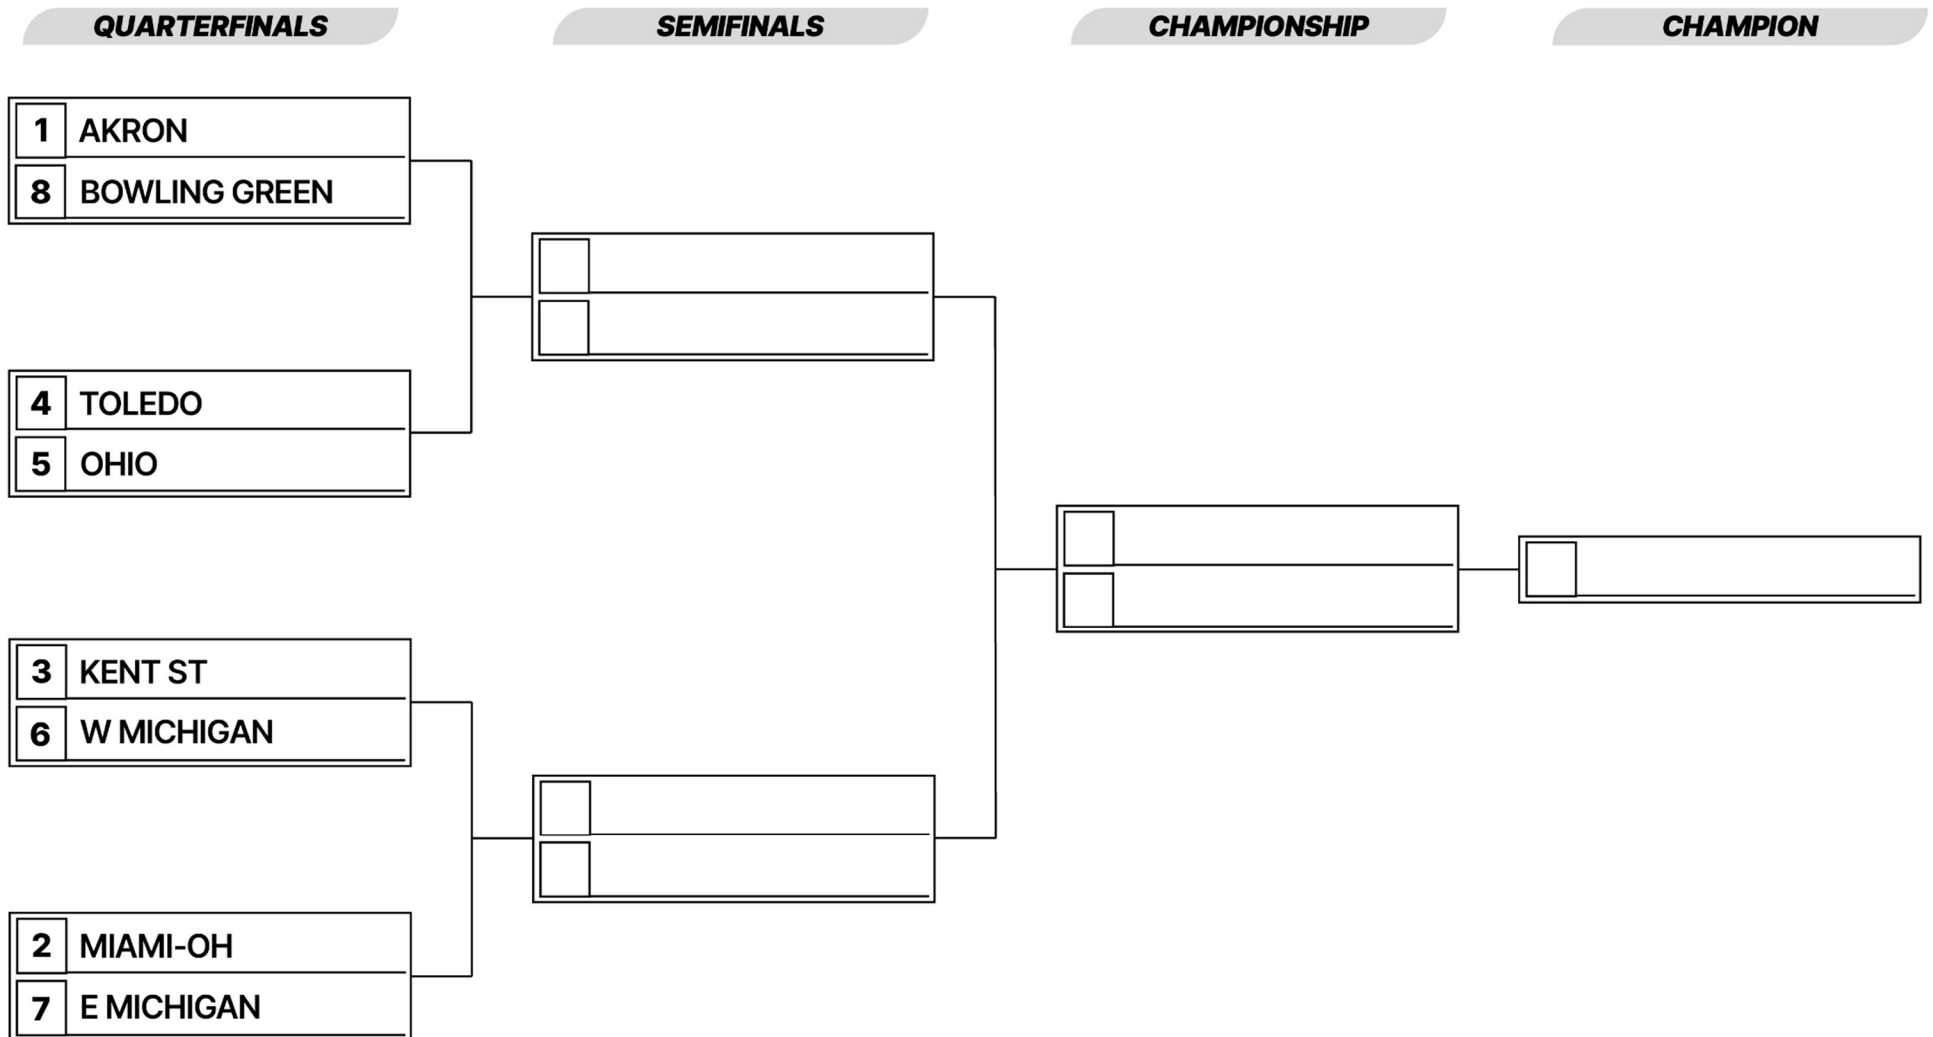 QUARTERFINALS SEMIFINALS CHAMPIONSHIP CHAMPION
1 AKRON
8 BOWLING GREEN
4 TOLEDO
5 OHIO
3 KENT ST
6 W MICHIGAN
2 MIAMI-OH
7 E MICHIGAN